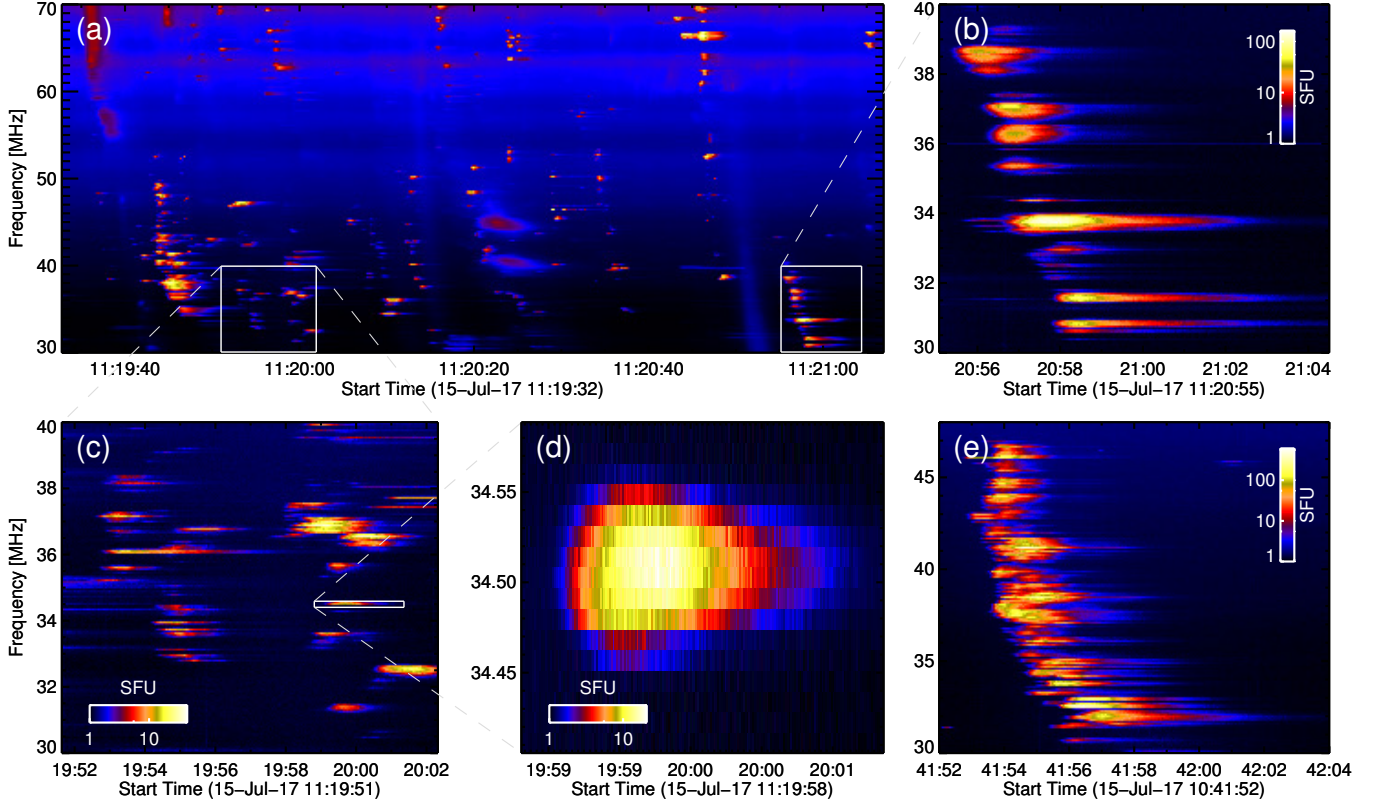 (a)
70
60
50
40
30
Frequency [MHz]
11:19:40 11:20:00 11:20:20 11:20:40 11:21:00
Start Time (15-Jul-17 11:19:32)
(b)
40
38
36
34
32
30
100
10
1
SFU
20:56 20:58 21:00 21:02 21:04
Start Time (15-Jul-17 11:20:55)
(c)
40
38
36
34
32
30
Frequency [MHz]
SFU
1 10
19:52 19:54 19:56 19:58 20:00 20:02
Start Time (15-Jul-17 11:19:51)
(d)
34.55
34.50
34.45
SFU
1 10
19:59 19:59 20:00 20:00 20:01
Start Time (15-Jul-17 11:19:58)
(e)
45
40
35
30
100
10
1
SFU
41:52 41:54 41:56 41:58 42:00 42:02 42:04
Start Time (15-Jul-17 10:41:52)